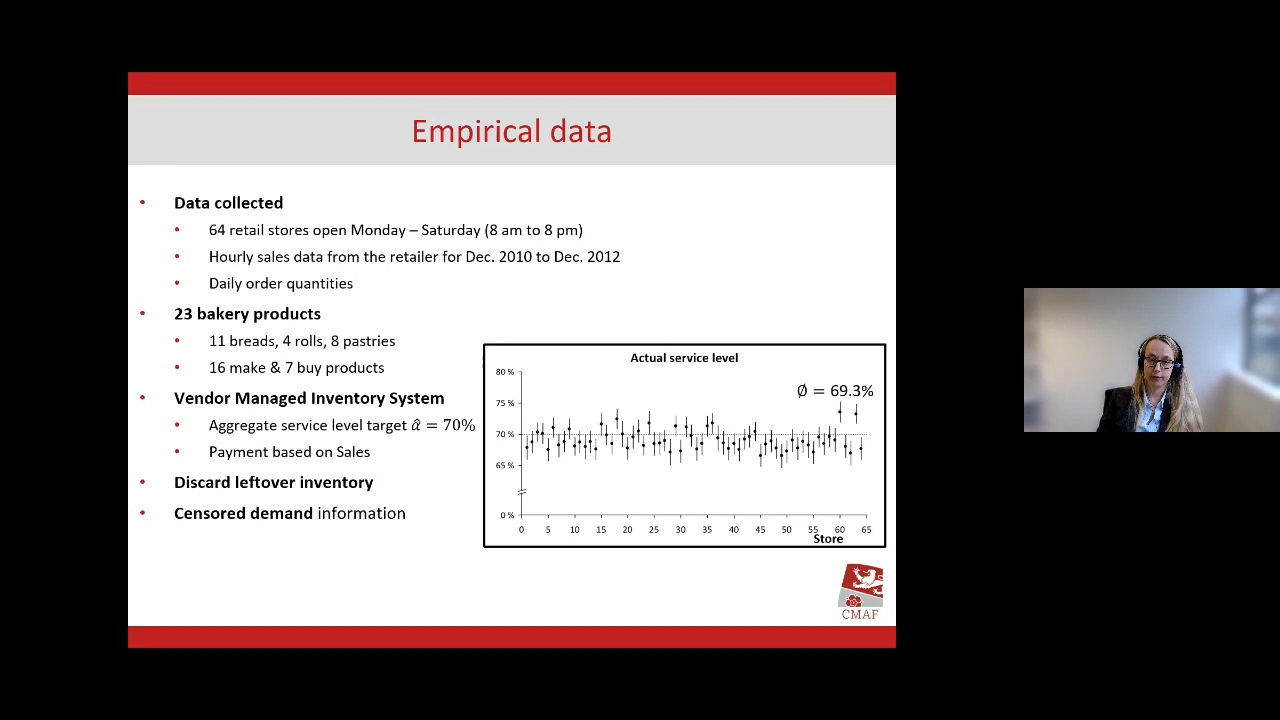 Empirical data
• Data collected
• 64 retail stores open Monday – Saturday (8 am to 8 pm)
• Hourly sales data from the retailer for Dec. 2010 to Dec. 2012
• Daily order quantities
• 23 bakery products
• 11 breads, 4 rolls, 8 pastries
• 16 make & 7 buy products
• Vendor Managed Inventory System
• Aggregate service level target α̂ = 70%
• Payment based on Sales
• Discard leftover inventory
• Censored demand information
Actual service level
Ø = 69.3%
80 %
75 %
70 %
65 %
0 %
0 5 10 15 20 25 30 35 40 45 50 55 60 65
Store
CMAF